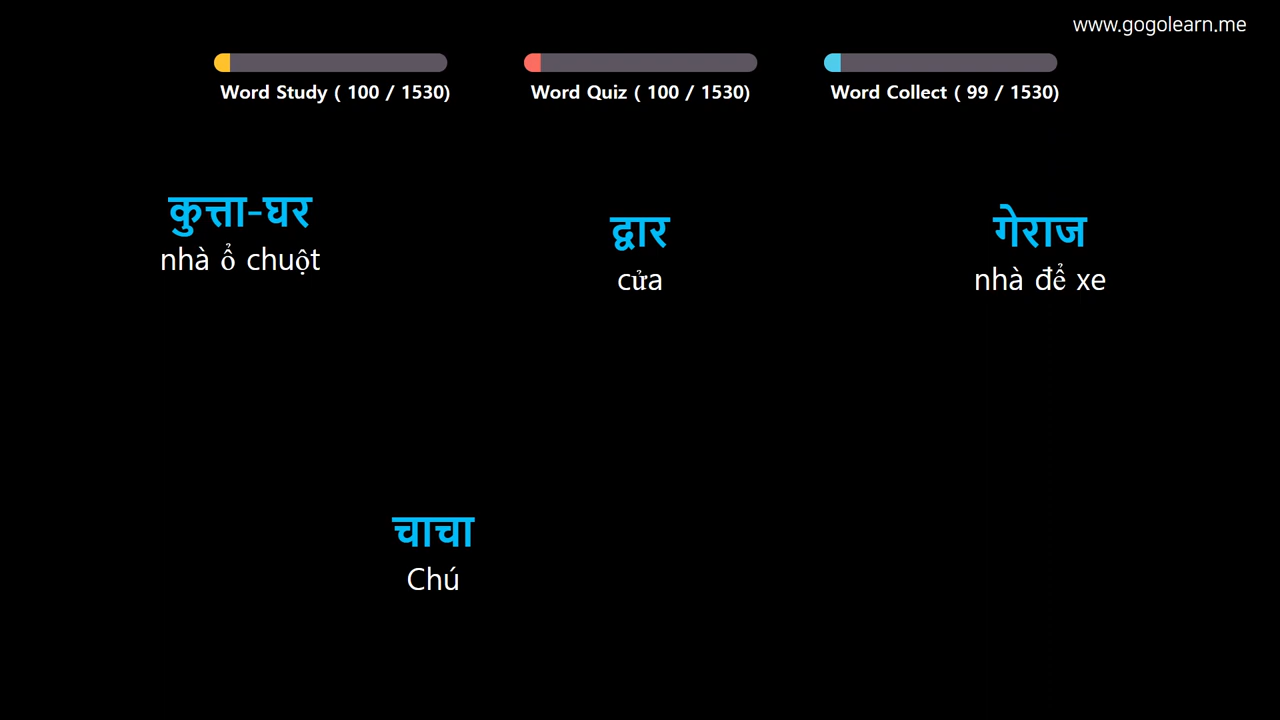 www.gogolearn.me
Word Study ( 100 / 1530)
Word Quiz ( 100 / 1530)
Word Collect ( 99 / 1530)
कुत्ता-घर
nhà ổ chuột
द्वार
cửa
गेराज
nhà để xe
चाचा
Chú